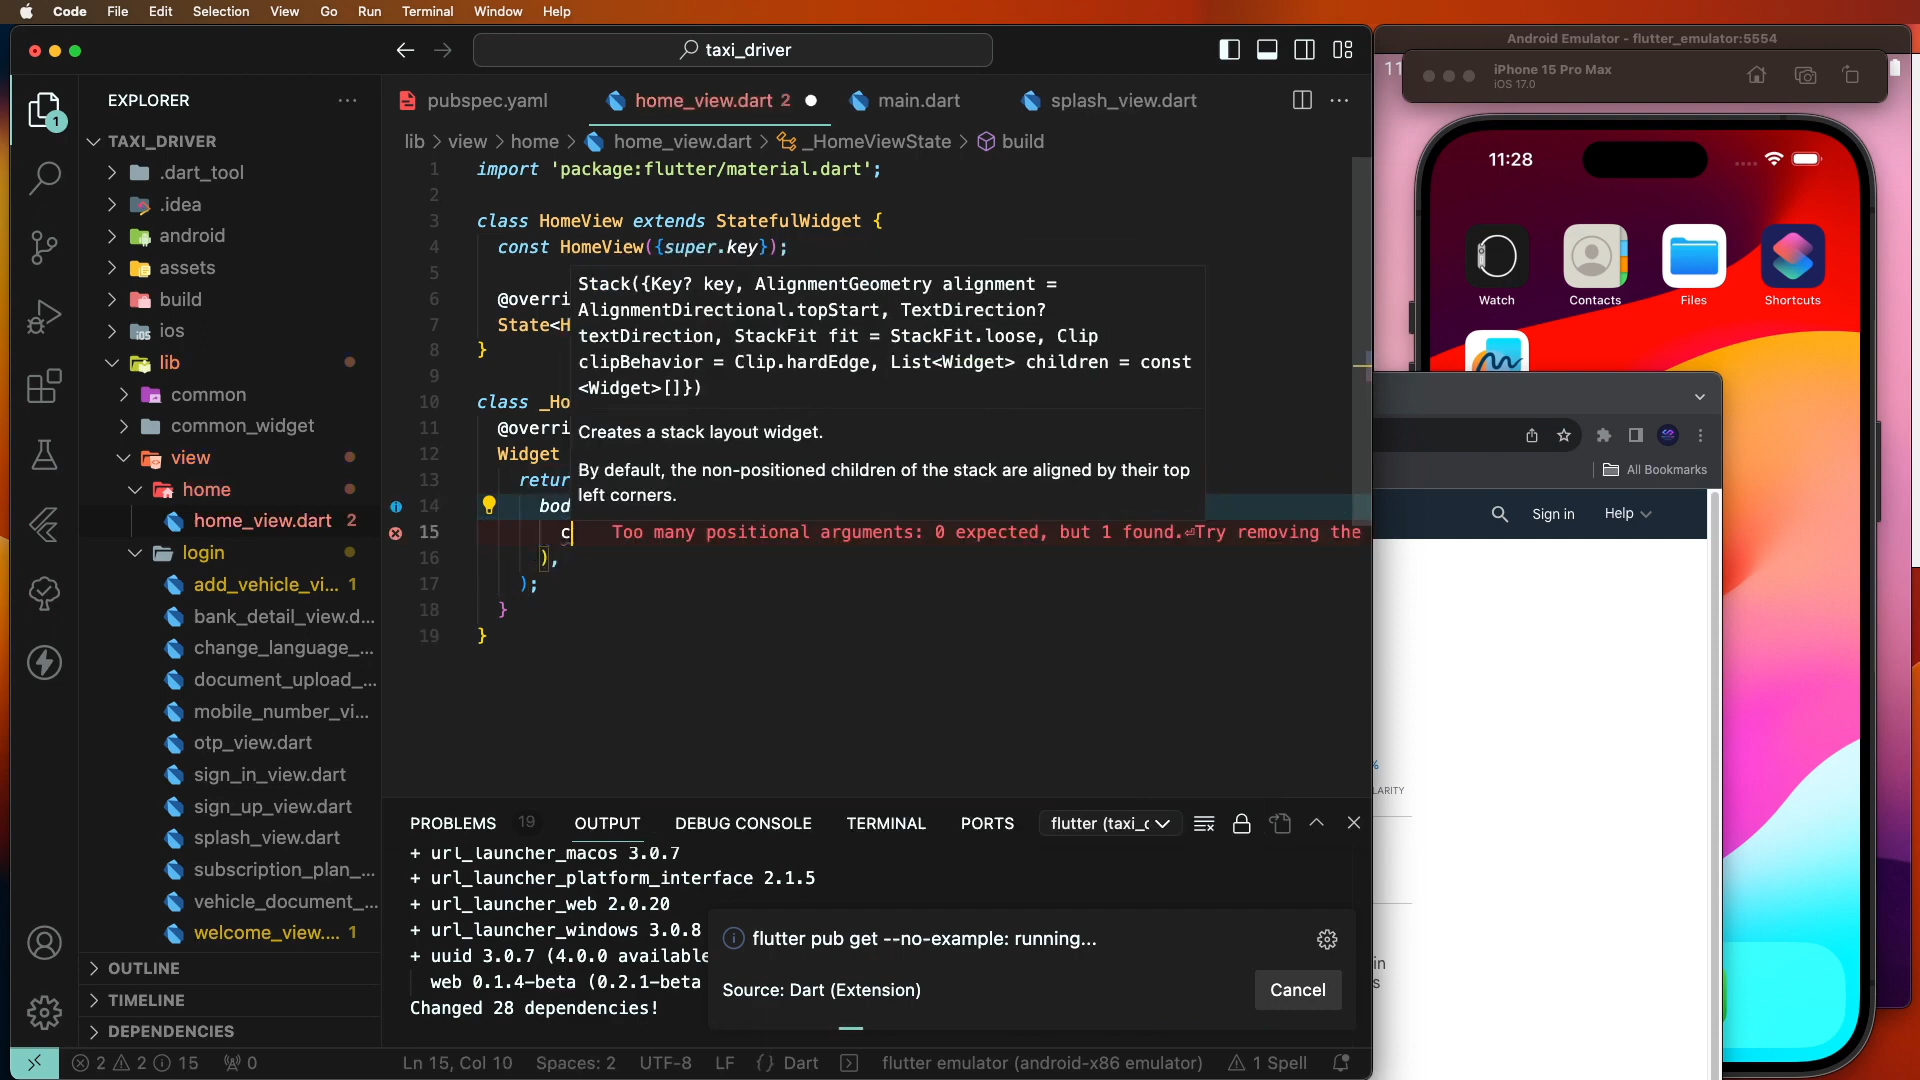 Code File Edit Selection View Go Run Terminal Window Help
taxi_driver
Android Emulator - flutter_emulator:5554
11
iPhone 15 Pro Max
iOS 17.0
EXPLORER
pubspec.yaml
home_view.dart 2
main.dart
splash_view.dart
lib > view > home > home_view.dart > _HomeViewState > build
TAXI_DRIVER
.dart_tool
.idea
android
assets
build
ios
lib
common
common_widget
view
home
home_view.dart 2
login
add_vehicle_vi... 1
bank_detail_view.d...
change_language_...
document_upload_...
mobile_number_vi...
otp_view.dart
sign_in_view.dart
sign_up_view.dart
splash_view.dart
subscription_plan_...
vehicle_document_...
welcome_view.... 1
OUTLINE
TIMELINE
DEPENDENCIES
1
1 import 'package:flutter/material.dart';
2
3 class HomeView extends StatefulWidget {
4 const HomeView({super.key});
5
6 @overri
7 State<H
8 }
9
10 class _Ho
11 @overri
12 Widget
13 retur
14 bod
15 c Too many positional arguments: 0 expected, but 1 found.⏎Try removing the
16 ),
17 );
18 }
19 }
Stack({Key? key, AlignmentGeometry alignment =
AlignmentDirectional.topStart, TextDirection?
textDirection, StackFit fit = StackFit.loose, Clip
clipBehavior = Clip.hardEdge, List<Widget> children = const
<Widget>[]})
Creates a stack layout widget.
By default, the non-positioned children of the stack are aligned by their top
left corners.
PROBLEMS 19 OUTPUT DEBUG CONSOLE TERMINAL PORTS flutter (taxi_c
+ url_launcher_macos 3.0.7
+ url_launcher_platform_interface 2.1.5
+ url_launcher_web 2.0.20
+ url_launcher_windows 3.0.8
+ uuid 3.0.7 (4.0.0 available
web 0.1.4-beta (0.2.1-beta
Changed 28 dependencies!
flutter pub get --no-example: running...
Source: Dart (Extension)
Cancel
2 2 15 0 Ln 15, Col 10 Spaces: 2 UTF-8 LF {} Dart flutter emulator (android-x86 emulator) 1 Spell
11:28
Watch Contacts Files Shortcuts
iOS
All Bookmarks
Sign in Help
%
LARITY
in
s